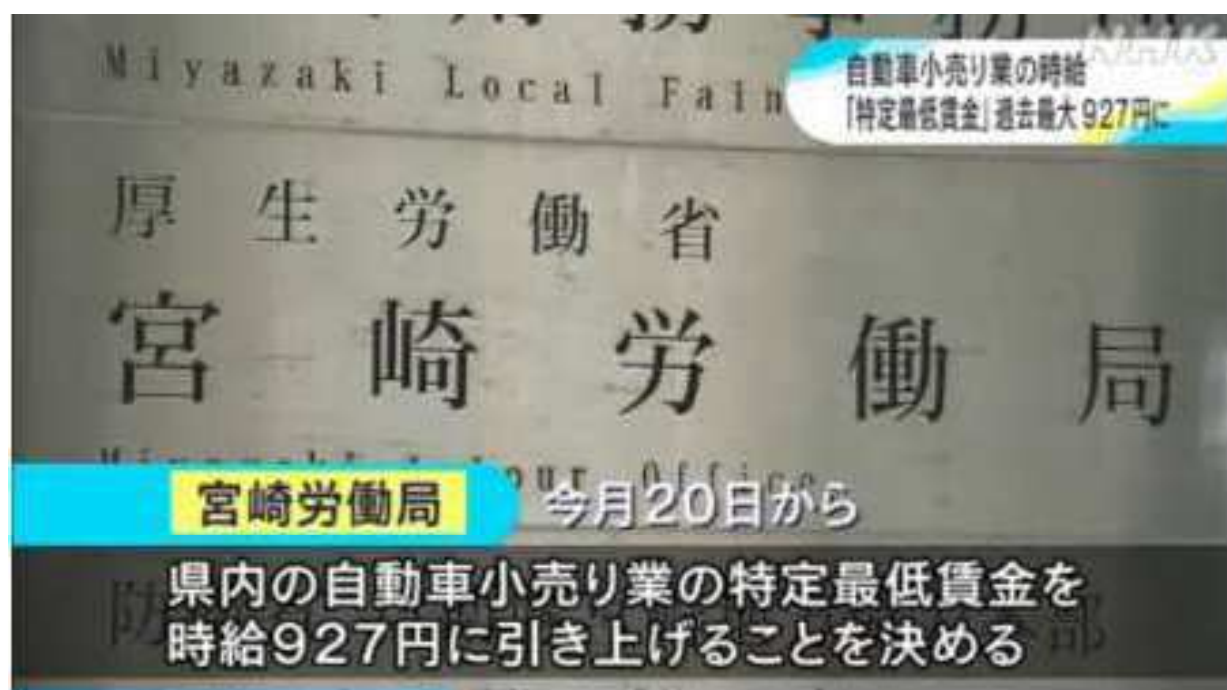 Miyazaki Local
NHK
自動車小売り業の時給
「特定最低賃金」過去最大927円に
厚生労働省
宮崎労働局
Office
宮崎労働局 今月20日から
県内の自動車小売り業の特定最低賃金を
時給927円に引き上げることを決める